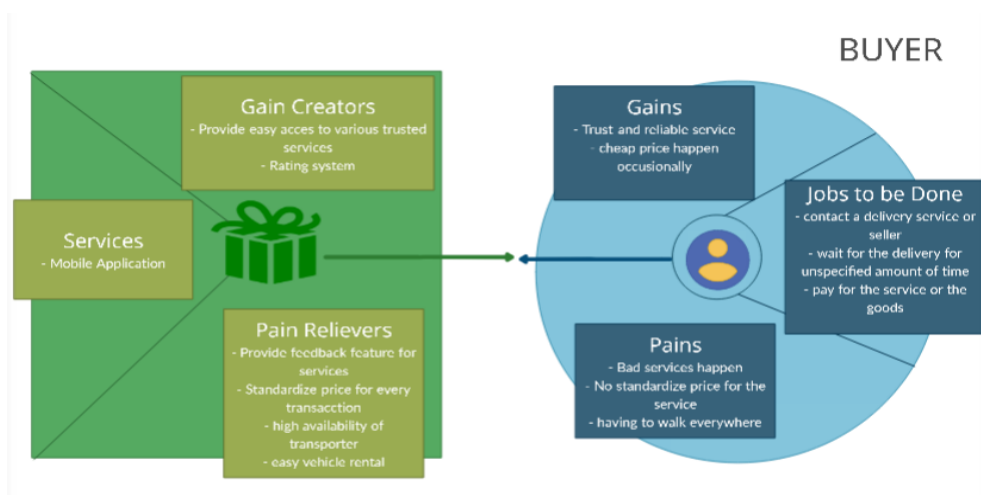 BUYER
Gain Creators
- Provide easy acces to various trusted
services
- Rating system
Services
- Mobile Application
Pain Relievers
- Provide feedback feature for
services
- Standardize price for every
transacction
- high availability of
transporter
- easy vehicle rental
Gains
- Trust and reliable service
- cheap price happen
occusionally
Jobs to be Done
- contact a delivery service or
seller
- wait for the delivery for
unspecified amount of time
- pay for the service or the
goods
Pains
- Bad services happen
- No standardize price for the
service
- having to walk everywhere